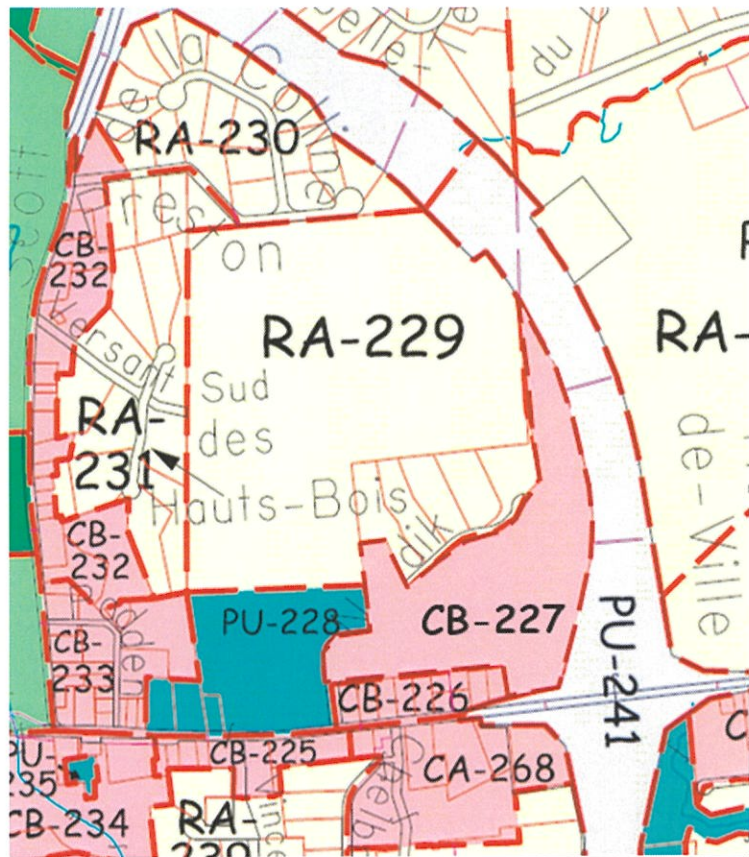 du
de la Colline
RA-230
Preston
CB-
232
RA-229
RA-
Versant
Sud
des
Hauts-Bois
RA-
231
de-Ville
dik
CB-
232
PU-228
CB-227
PU-241
CB-
233
CB-226
CB-225
PU-
235
CA-268
CB-234
RA-